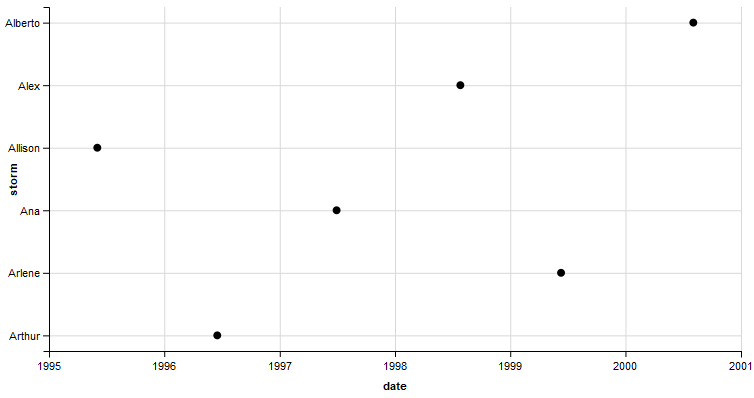 Alberto
Alex
Allison
storm
Ana
Arlene
Arthur
1995 1996 1997 1998 1999 2000 2001
date